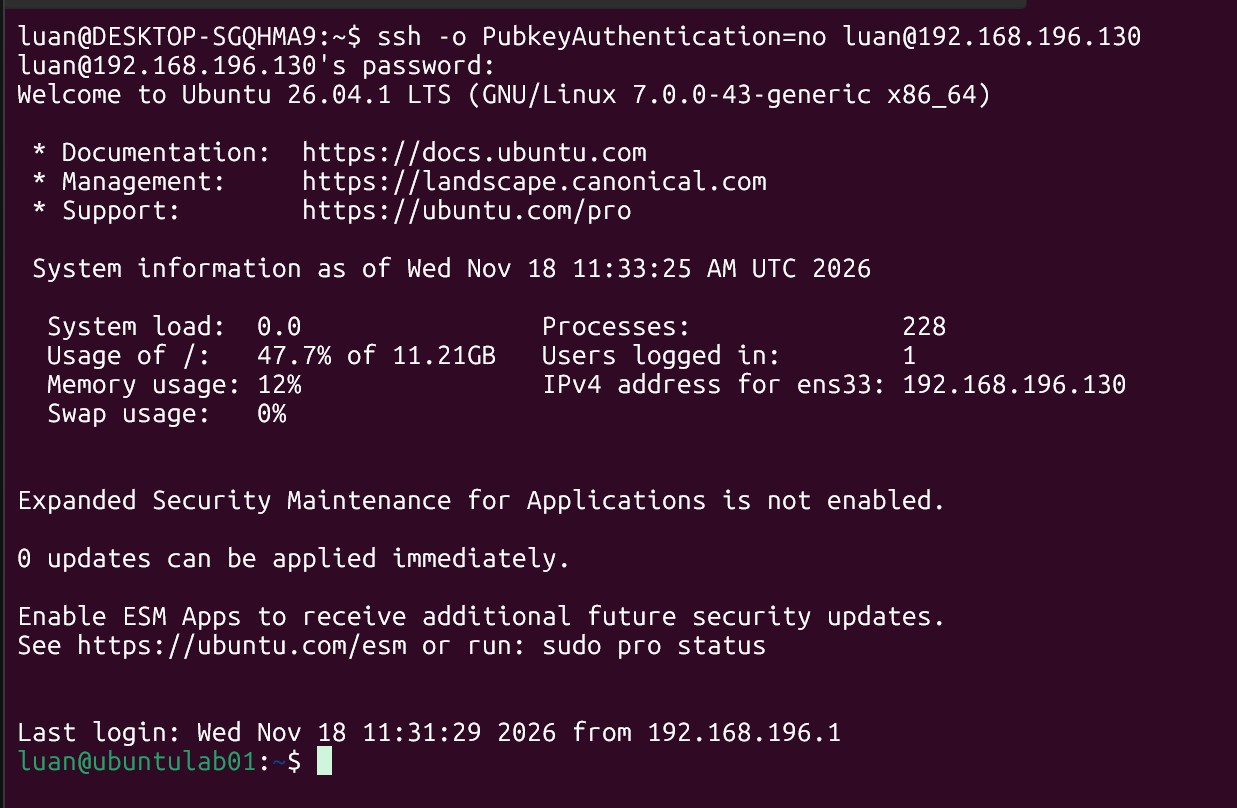 luan@DESKTOP-SGQHMA9:~$ ssh -o PubkeyAuthentication=no luan@192.168.196.130
luan@192.168.196.130's password:
Welcome to Ubuntu 26.04.1 LTS (GNU/Linux 7.0.0-43-generic x86_64)
* Documentation: https://docs.ubuntu.com
* Management: https://landscape.canonical.com
* Support: https://ubuntu.com/pro
System information as of Wed Nov 18 11:33:25 AM UTC 2026
System load: 0.0 Processes: 228
Usage of /: 47.7% of 11.21GB Users logged in: 1
Memory usage: 12% IPv4 address for ens33: 192.168.196.130
Swap usage: 0%
Expanded Security Maintenance for Applications is not enabled.
0 updates can be applied immediately.
Enable ESM Apps to receive additional future security updates.
See https://ubuntu.com/esm or run: sudo pro status
Last login: Wed Nov 18 11:31:29 2026 from 192.168.196.1
luan@ubuntulab01:~$